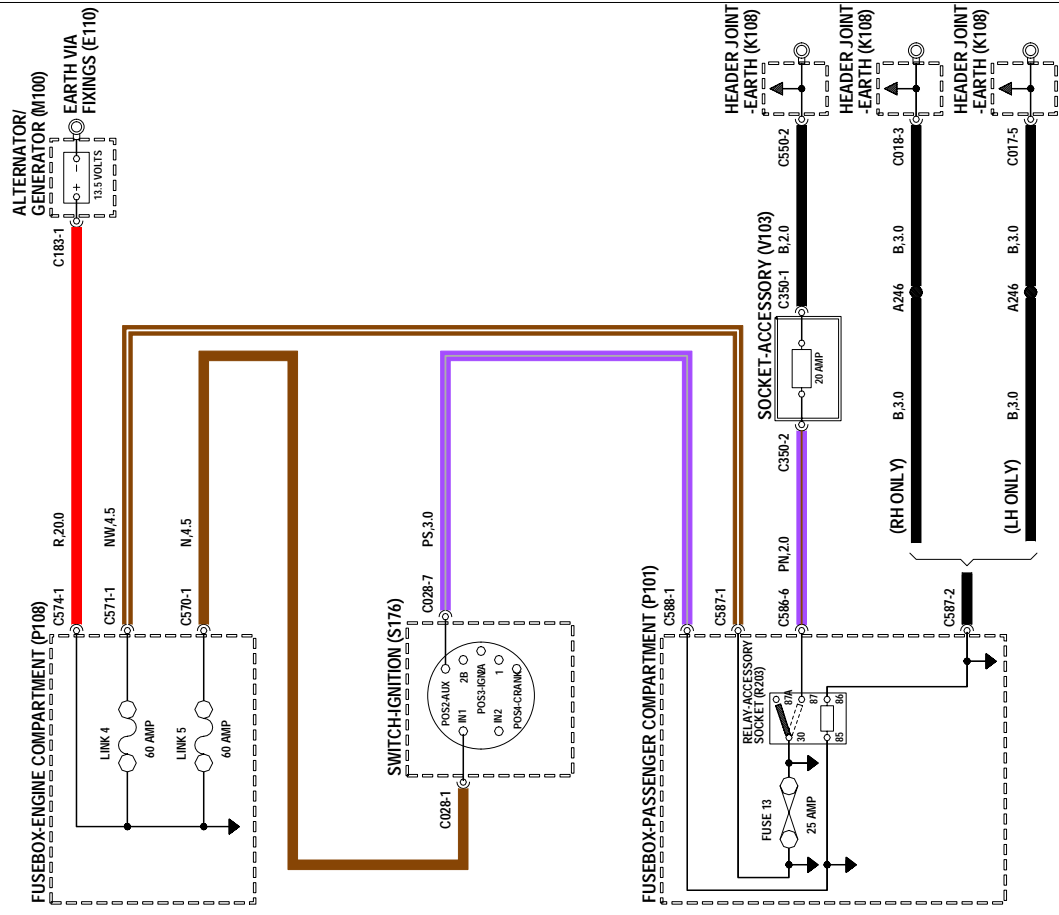 ALTERNATOR/
GENERATOR (M100)
EARTH VIA
FIXINGS (E110)
+ −
13.5 VOLTS
C183-1
R,20.0
C574-1
NW,4.5
C571-1
N,4.5
C570-1
FUSEBOX-ENGINE COMPARTMENT (P108)
LINK 4
60 AMP
LINK 5
60 AMP
SWITCH-IGNITION (S176)
PS,3.0
C028-7
POS2-AUX
2B
POS3-IGN
2A
IN1
1
IN2
POS4-CRANK
C028-1
HEADER JOINT
-EARTH (K108)
C550-2
B,2.0
C350-1
SOCKET-ACCESSORY (V103)
20 AMP
C350-2
PN,2.0
C586-6
HEADER JOINT
-EARTH (K108)
C018-3
B,3.0
A246
B,3.0
(RH ONLY)
HEADER JOINT
-EARTH (K108)
C017-5
B,3.0
A246
B,3.0
(LH ONLY)
C587-2
C588-1
C587-1
FUSEBOX-PASSENGER COMPARTMENT (P101)
RELAY-ACCESSORY
SOCKET (R203)
87A
87
30
86
85
FUSE 13
25 AMP